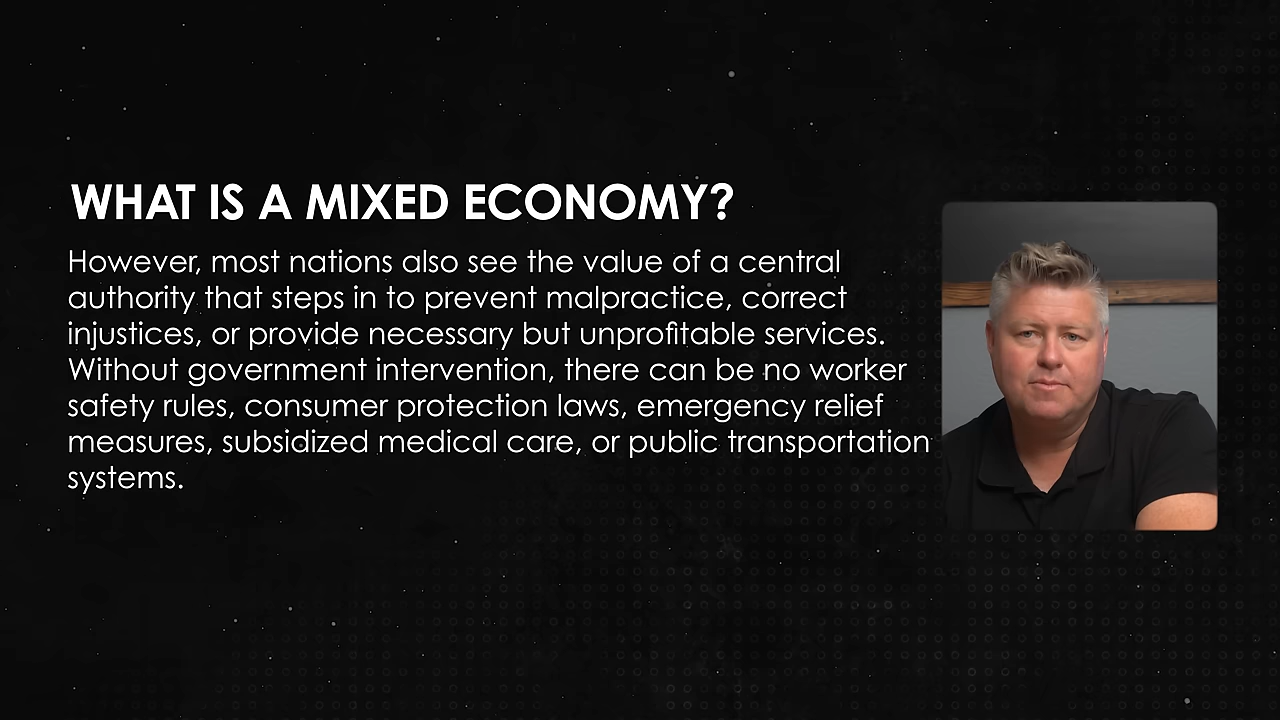 WHAT IS A MIXED ECONOMY?
However, most nations also see the value of a central
authority that steps in to prevent malpractice, correct
injustices, or provide necessary but unprofitable services.
Without government intervention, there can be no worker
safety rules, consumer protection laws, emergency relief
measures, subsidized medical care, or public transportation
systems.